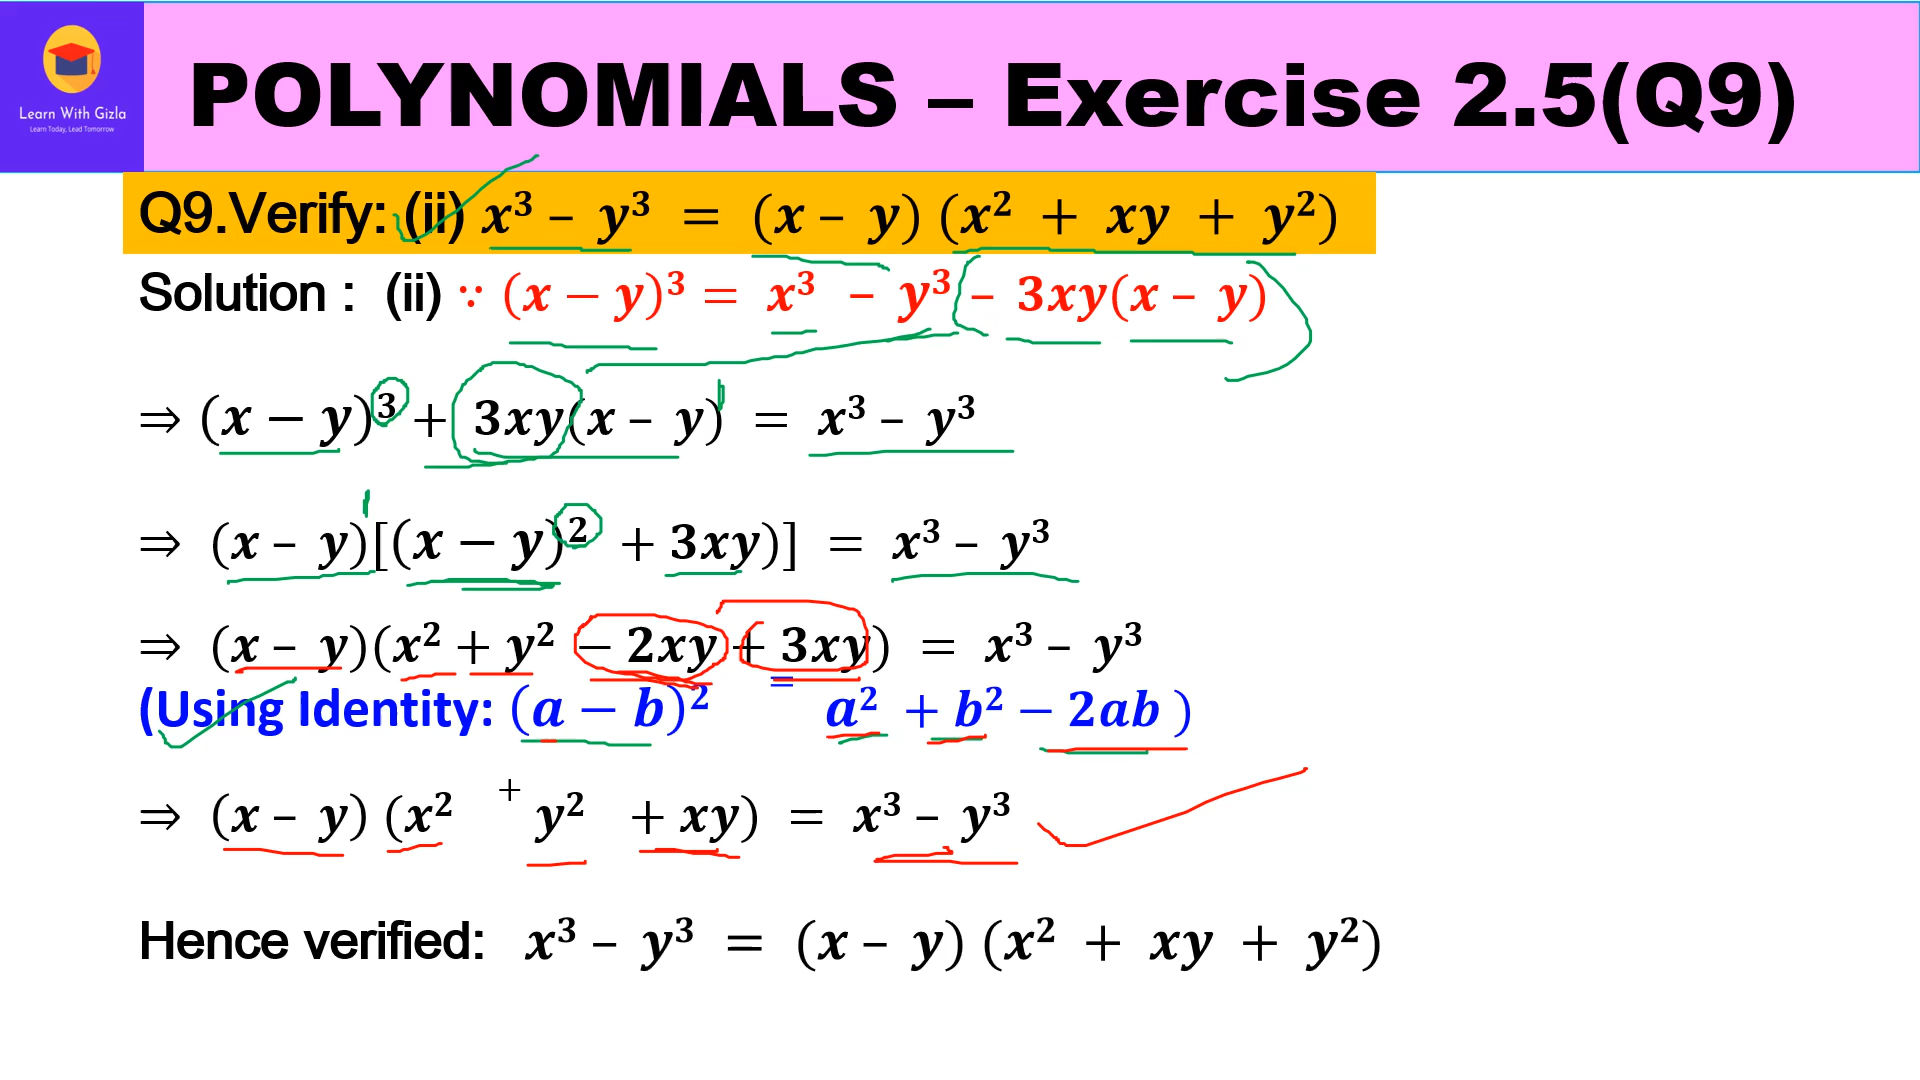 Learn With Gizla
Learn Today, Lead Tomorrow
POLYNOMIALS – Exercise 2.5(Q9)
Q9.Verify: (ii) x³ – y³ = (x – y) (x² + xy + y²)
Solution : (ii) ∵ (x − y)³ = x³ – y³ – 3xy(x – y)
⇒ (x − y)³ + 3xy(x – y) = x³ – y³
⇒ (x – y)[(x − y)² + 3xy)] = x³ – y³
⇒ (x – y)(x² + y² − 2xy + 3xy) = x³ – y³
(Using Identity: (a − b)² = a² + b² − 2ab )
⇒ (x – y) (x² + y² + xy) = x³ – y³
Hence verified: x³ – y³ = (x – y) (x² + xy + y²)